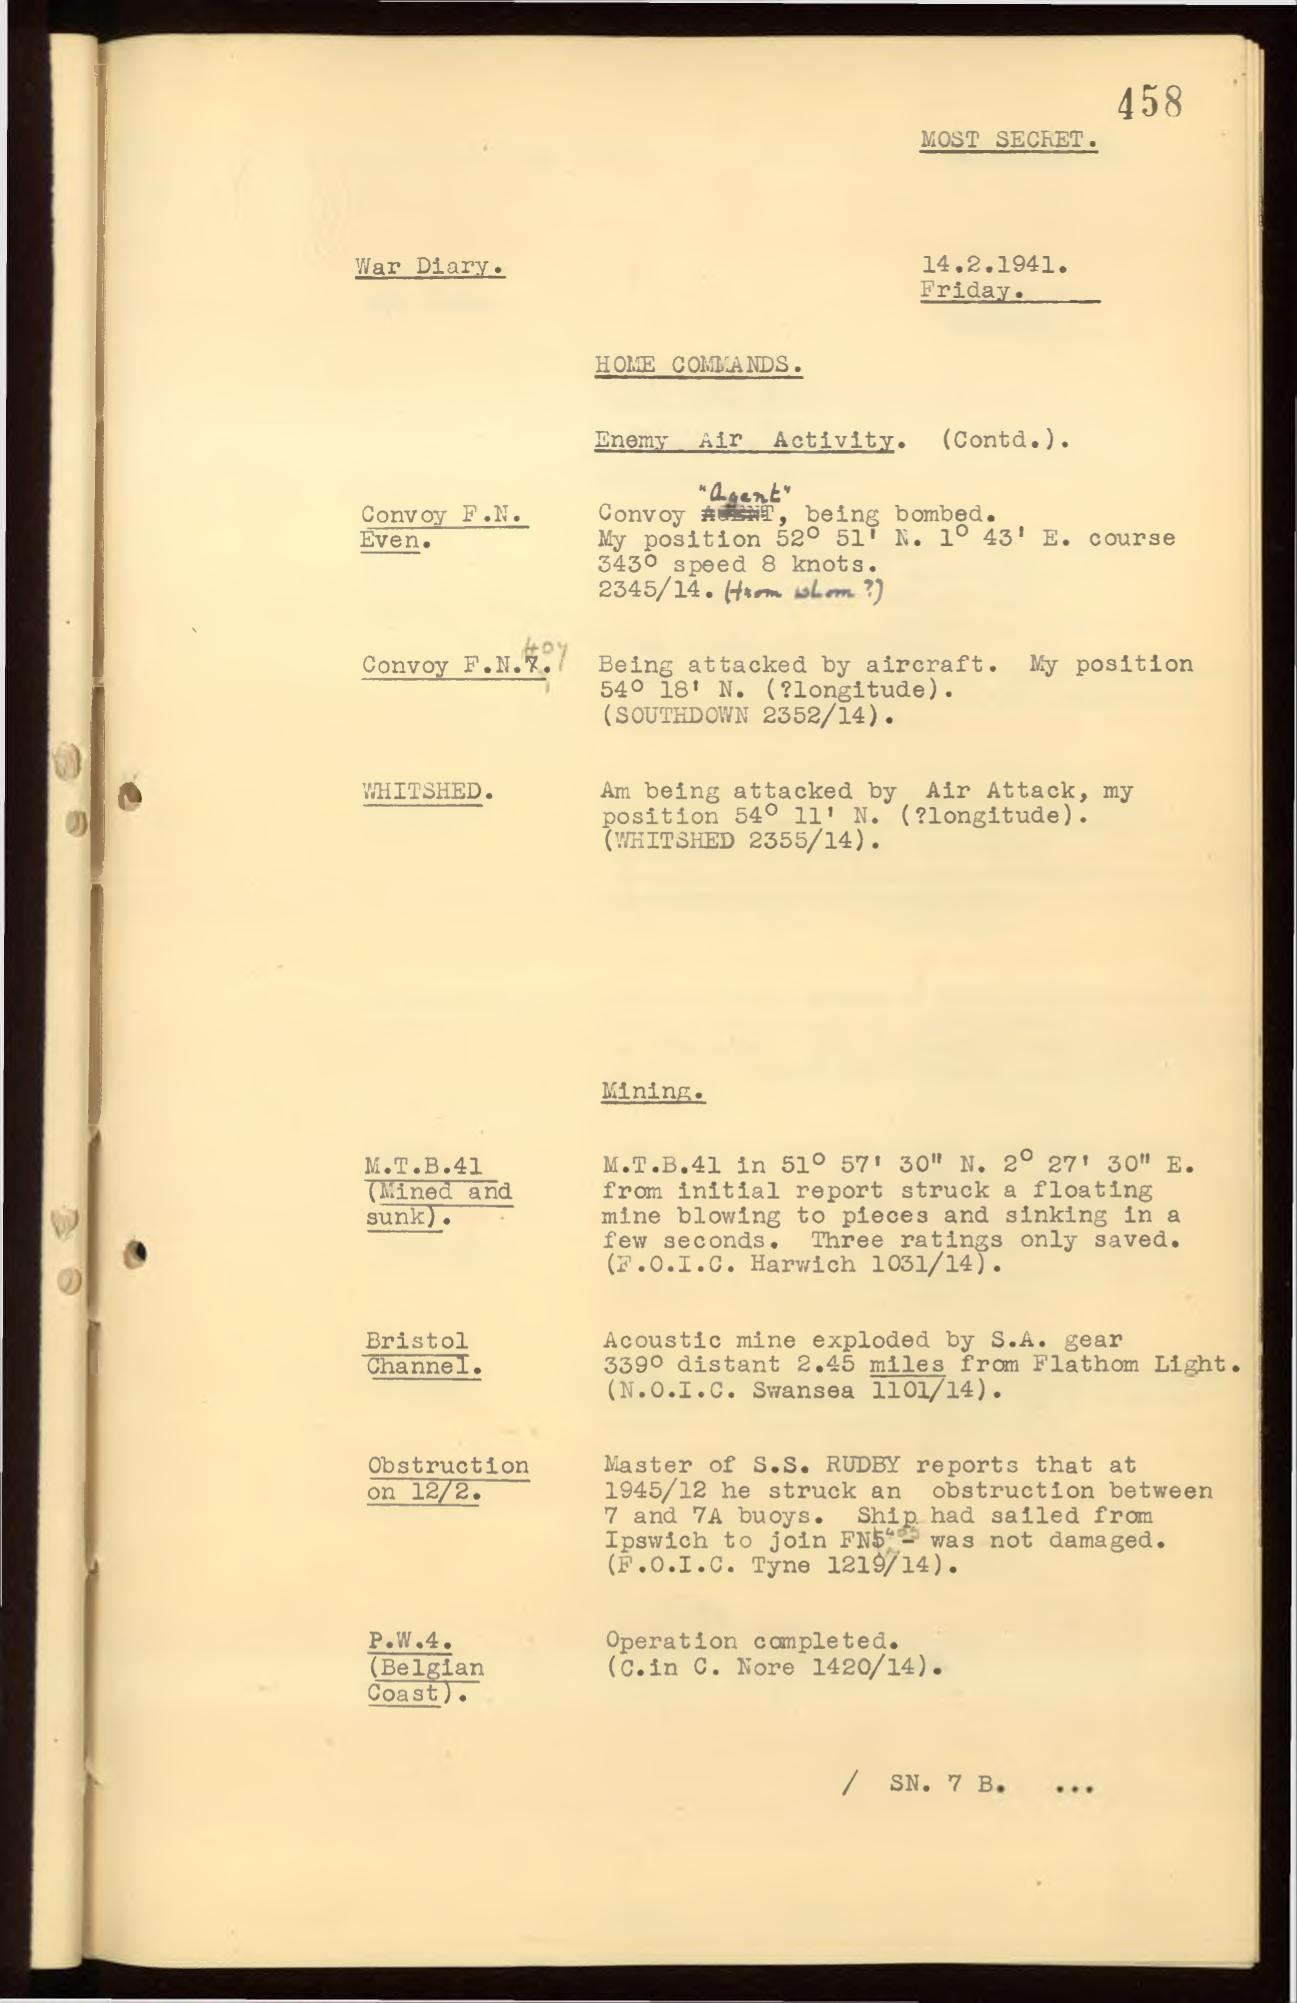 458
MOST SECRET.
War Diary.
14.2.1941.
Friday.
HOME COMMANDS.
Enemy Air Activity. (Contd.).
"Agent"
Convoy F.N. Convoy AGENT, being bombed.
Even. My position 52° 51' N. 1° 43' E. course
343° speed 8 knots.
2345/14. (From whom ?)
407
Convoy F.N.7. Being attacked by aircraft. My position
54° 18' N. (?longitude).
(SOUTHDOWN 2352/14).
WHITSHED. Am being attacked by Air Attack, my
position 54° 11' N. (?longitude).
(WHITSHED 2355/14).
Mining.
M.T.B.41 M.T.B.41 in 51° 57' 30" N. 2° 27' 30" E.
(Mined and from initial report struck a floating
sunk). mine blowing to pieces and sinking in a
few seconds. Three ratings only saved.
(F.O.I.C. Harwich 1031/14).
Bristol Acoustic mine exploded by S.A. gear
Channel. 339° distant 2.45 miles from Flathom Light.
(N.O.I.C. Swansea 1101/14).
Obstruction Master of S.S. RUDBY reports that at
on 12/2. 1945/12 he struck an obstruction between
7 and 7A buoys. Ship had sailed from
Ipswich to join FN5 - was not damaged.
(F.O.I.C. Tyne 1219/14).
P.W.4. Operation completed.
(Belgian (C.in C. Nore 1420/14).
Coast).
/ SN. 7 B. ...